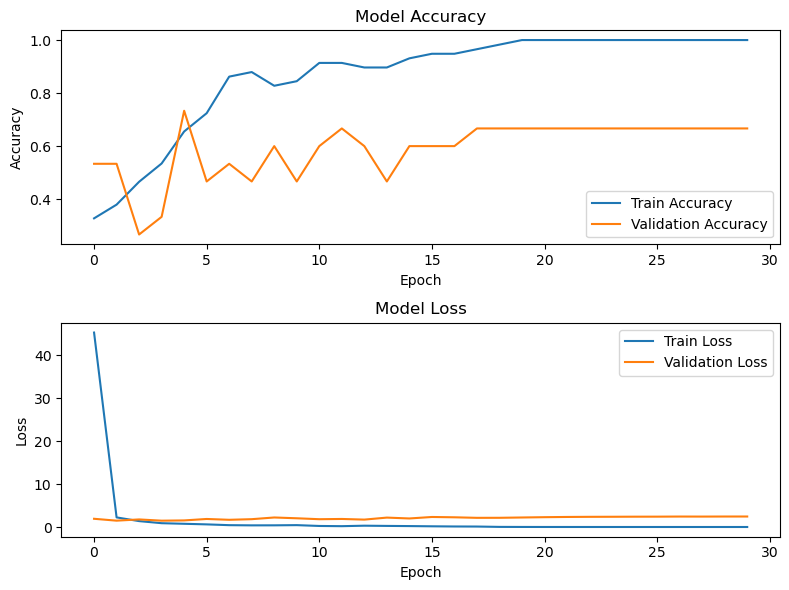 Model Accuracy
1.0
0.8
0.6
0.4
Accuracy
Train Accuracy
Validation Accuracy
0 5 10 15 20 25 30
Epoch
Model Loss
40
30
20
10
0
Loss
Train Loss
Validation Loss
0 5 10 15 20 25 30
Epoch